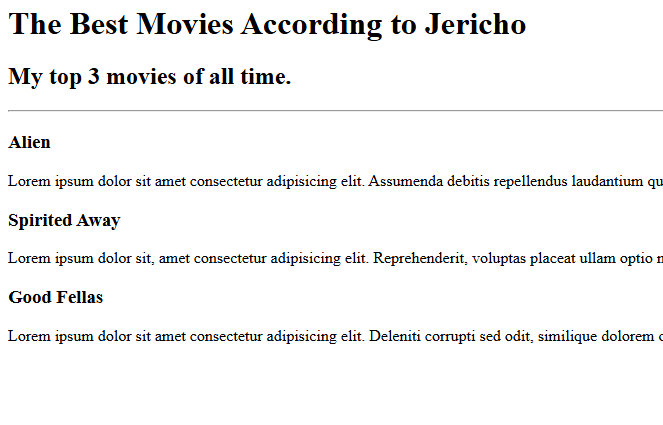 The Best Movies According to Jericho
My top 3 movies of all time.
Alien
Lorem ipsum dolor sit amet consectetur adipisicing elit. Assumenda debitis repellendus laudantium qu
Spirited Away
Lorem ipsum dolor sit, amet consectetur adipisicing elit. Reprehenderit, voluptas placeat ullam optio
Good Fellas
Lorem ipsum dolor sit amet consectetur adipisicing elit. Deleniti corrupti sed odit, similique dolorem